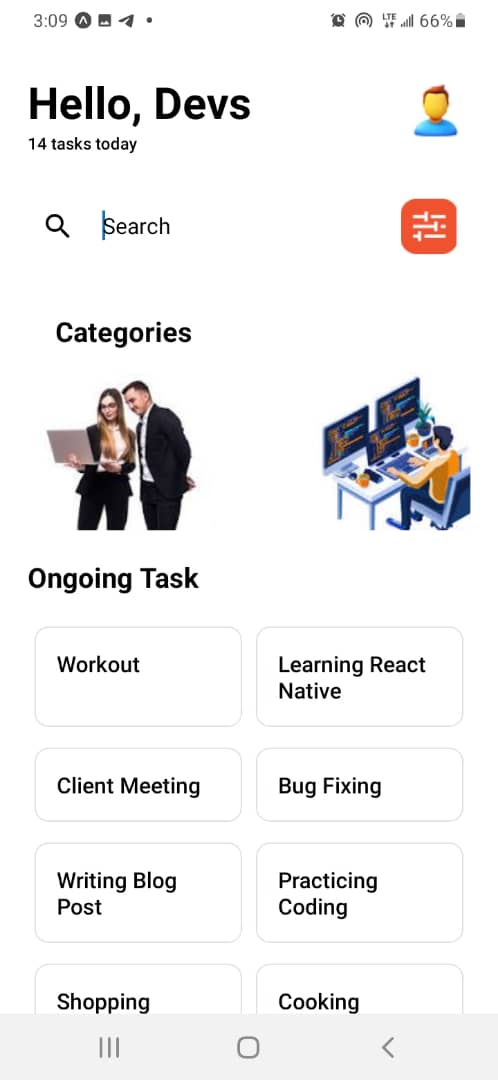 3:09
LTE
66%
Hello, Devs
14 tasks today
Search
Categories
Ongoing Task
Workout
Learning React
Native
Client Meeting
Bug Fixing
Writing Blog
Post
Practicing
Coding
Shopping
Cooking